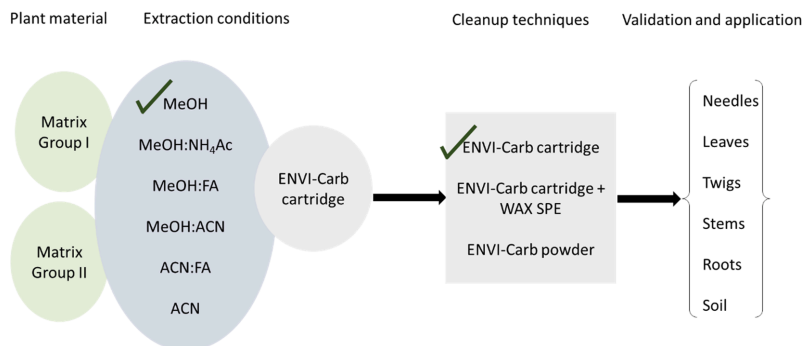 Plant material
Extraction conditions
Cleanup techniques
Validation and application
Matrix
Group I
Matrix
Group II
MeOH
MeOH:NH₄Ac
MeOH:FA
MeOH:ACN
ACN:FA
ACN
ENVI-Carb
cartridge
ENVI-Carb cartridge
ENVI-Carb cartridge +
WAX SPE
ENVI-Carb powder
Needles
Leaves
Twigs
Stems
Roots
Soil